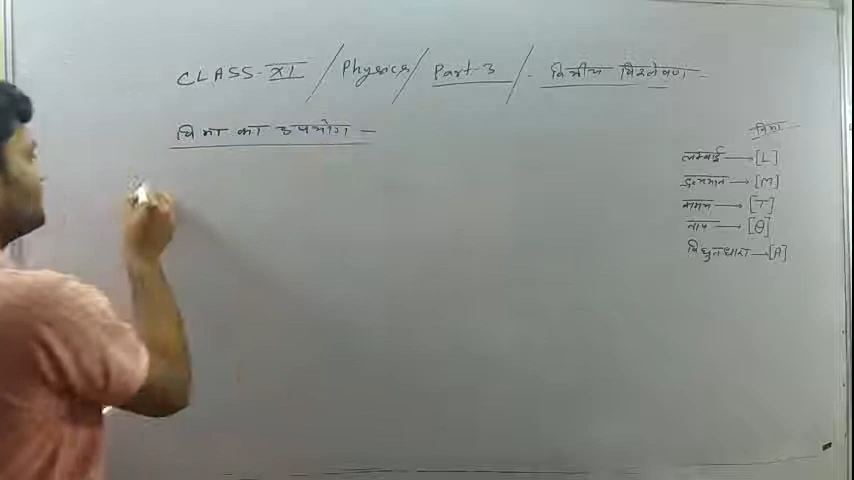 CLASS-XI / Physics / Part-3 / विमीय विश्लेषण
विमा का उपयोग -
विमा
लम्बाई → [L]
द्रव्यमान → [M]
समय → [T]
ताप → [θ]
विद्युतधारा → [A]